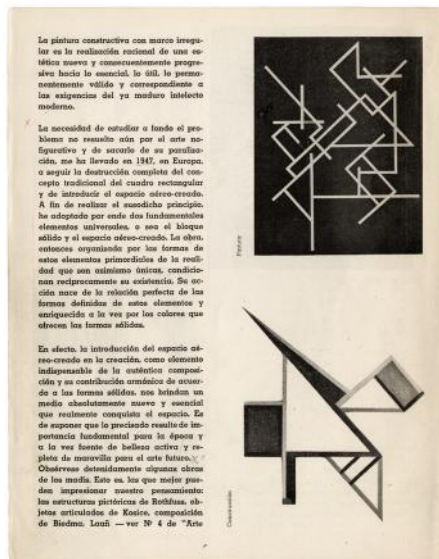 La pintura constructiva con marco irregu-
lar es la realización racional de una es-
tética nueva y consecuentemente progre-
siva hacia lo esencial, lo útil, lo perma-
nentemente válido y correspondiente a
las exigencias del ya maduro intelecto
moderno.
La necesidad de estudiar a fondo el pro-
blema no resuelto aún por el arte no-
figurativo y de sacarlo de su paraliza-
ción, me ha llevado en 1947, en Europa,
a seguir la destrucción completa del con-
cepto tradicional del cuadro rectangular
y de introducir el espacio aéreo-creado.
A fin de realizar el susodicho principio,
he adoptado por ende dos fundamentales
elementos universales, o sea el bloque
sólido y el espacio aéreo-creado. La obra,
entonces organizada por las formas de
estos elementos primordiales de la reali-
dad que son asimismo únicas, condicio-
nan recíprocamente su existencia. Su ac-
ción nace de la relación perfecta de las
formas definidas de estos elementos y
enriquecida a la vez por los colores que
ofrecen las formas sólidas.
En efecto, la introducción del espacio aé-
reo-creado en la creación, como elemento
indispensable de la auténtica composi-
ción y su contribución armónica de acuer-
do a las formas sólidas, nos brindan un
medio absolutamente nuevo y esencial
que realmente conquista el espacio. Es
de suponer que lo precisado resulte de im-
portancia fundamental para la época y
a la vez fuente de belleza activa y re-
pleta de maravilla para el arte futuro.
Obsérvese detenidamente algunas obras
de los madis. Esto es, las que mejor pue-
den impresionar nuestro pensamiento:
las estructuras pictóricas de Rothfuss, ob-
jetos articulados de Kosice, composición
de Biedma, Laañ — ver Nº 4 de "Arte
Pintura
Construcción